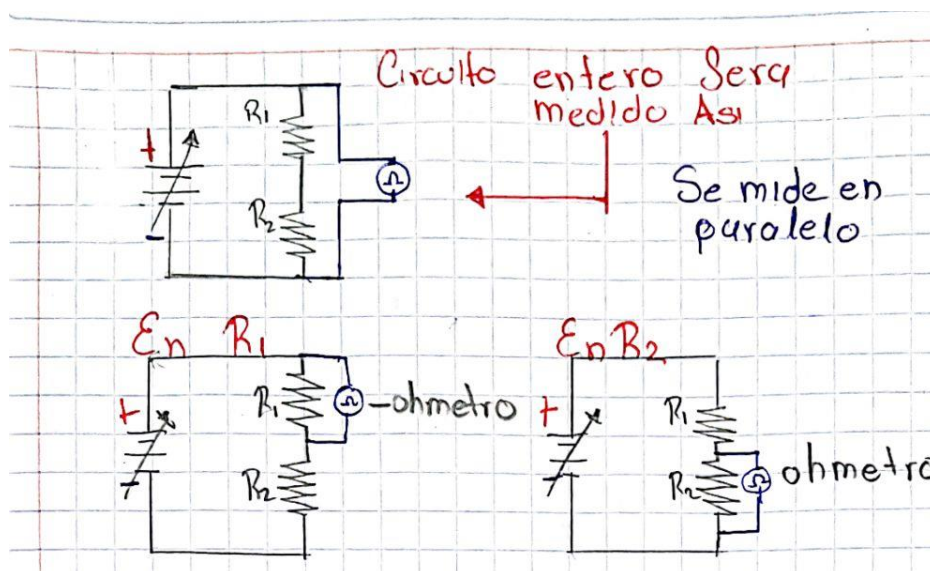 Circuito entero Sera
medido Asi
R1
+
Ω
Se mide en
paralelo
R2
-
En R1
En R2
+
R1
Ω
-ohmetro
R2
+
R1
R2
Ω
ohmetro